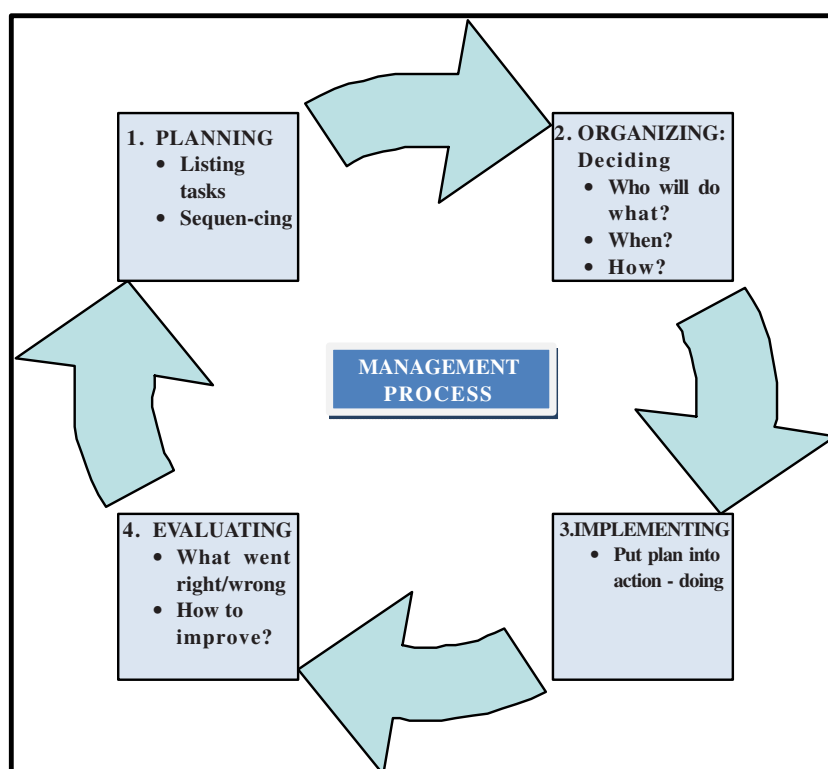 1. PLANNING
• Listing
tasks
• Sequen-cing
2. ORGANIZING:
Deciding
• Who will do
what?
• When?
• How?
MANAGEMENT
PROCESS
3.IMPLEMENTING
• Put plan into
action - doing
4. EVALUATING
• What went
right/wrong
• How to
improve?